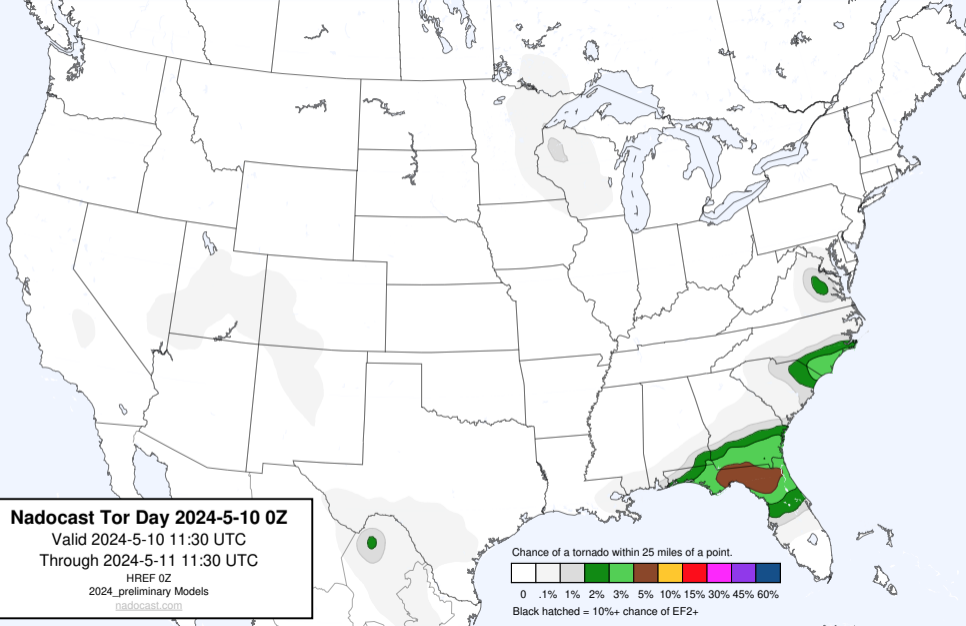 Nadocast Tor Day 2024-5-10 0Z
Valid 2024-5-10 11:30 UTC
Through 2024-5-11 11:30 UTC
HREF 0Z
2024_preliminary Models
nadocast.com
Chance of a tornado within 25 miles of a point.
0 .1% 1% 2% 3% 5% 10% 15% 30% 45% 60%
Black hatched = 10%+ chance of EF2+